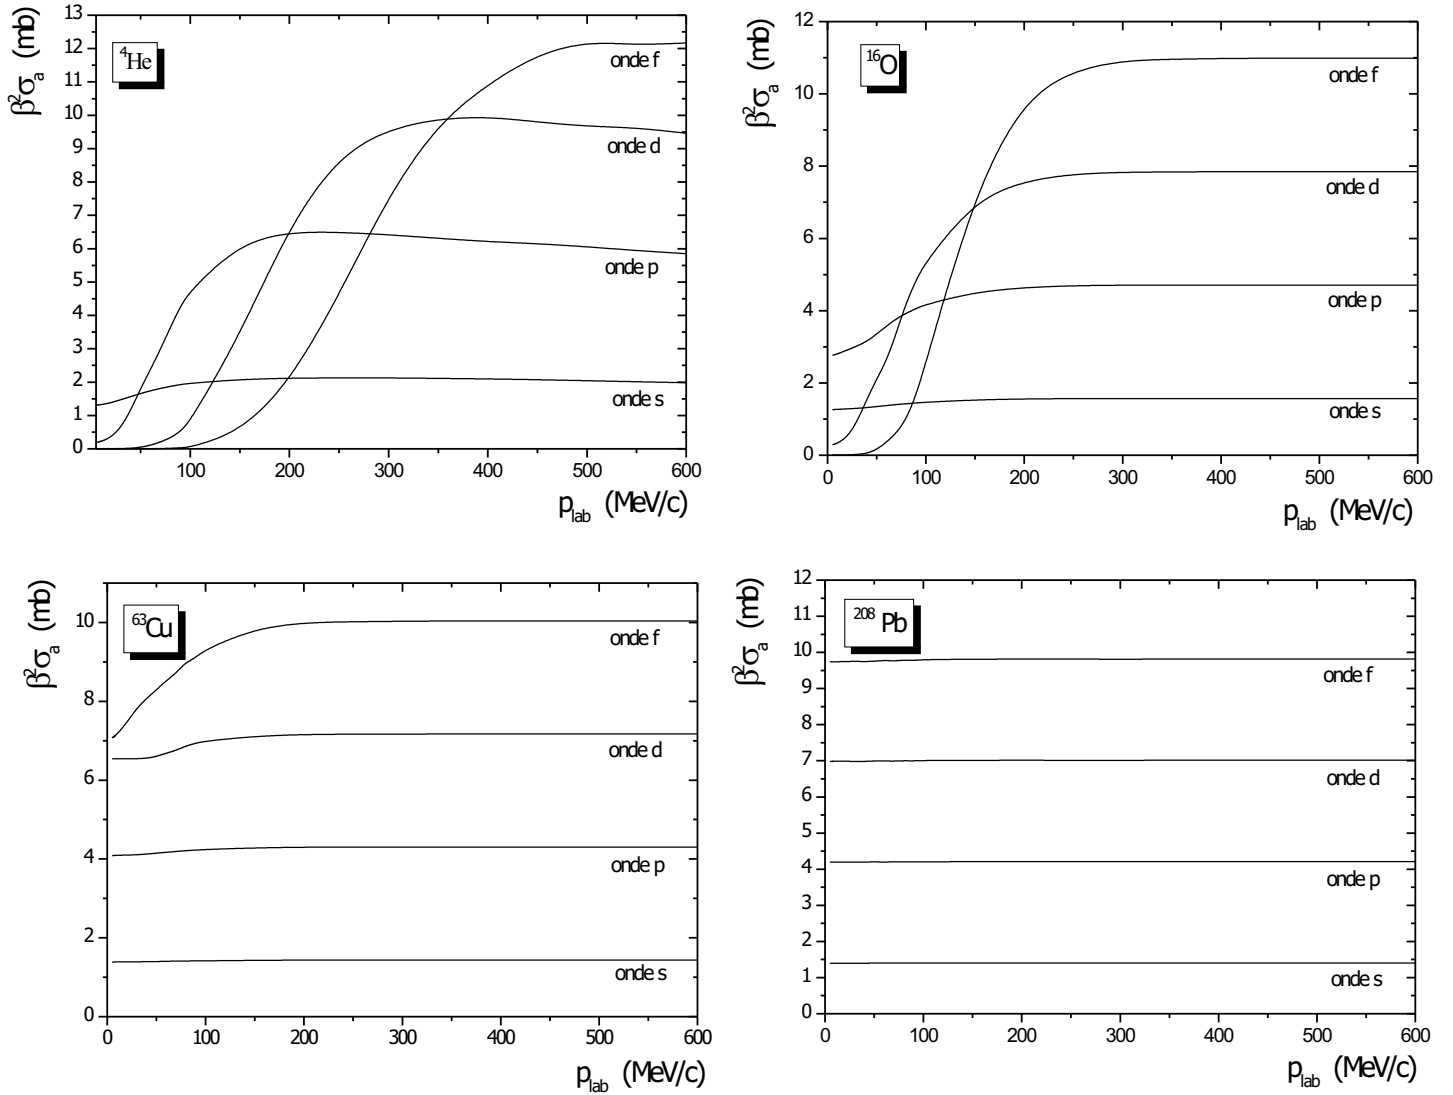 β²σₐ (mb)
13
12
11
10
9
8
7
6
5
4
3
2
1
0
⁴He
onde f
onde d
onde p
onde s
100 200 300 400 500 600
p_lab (MeV/c)
β²σₐ (mb)
12
10
8
6
4
2
0
¹⁶O
onde f
onde d
onde p
onde s
0 100 200 300 400 500 600
p_lab (MeV/c)
β²σₐ (mb)
10
8
6
4
2
0
⁶³Cu
onde f
onde d
onde p
onde s
0 100 200 300 400 500 600
p_lab (MeV/c)
β²σₐ (mb)
12
11
10
9
8
7
6
5
4
3
2
1
0
²⁰⁸Pb
onde f
onde d
onde p
onde s
0 100 200 300 400 500 600
p_lab (MeV/c)